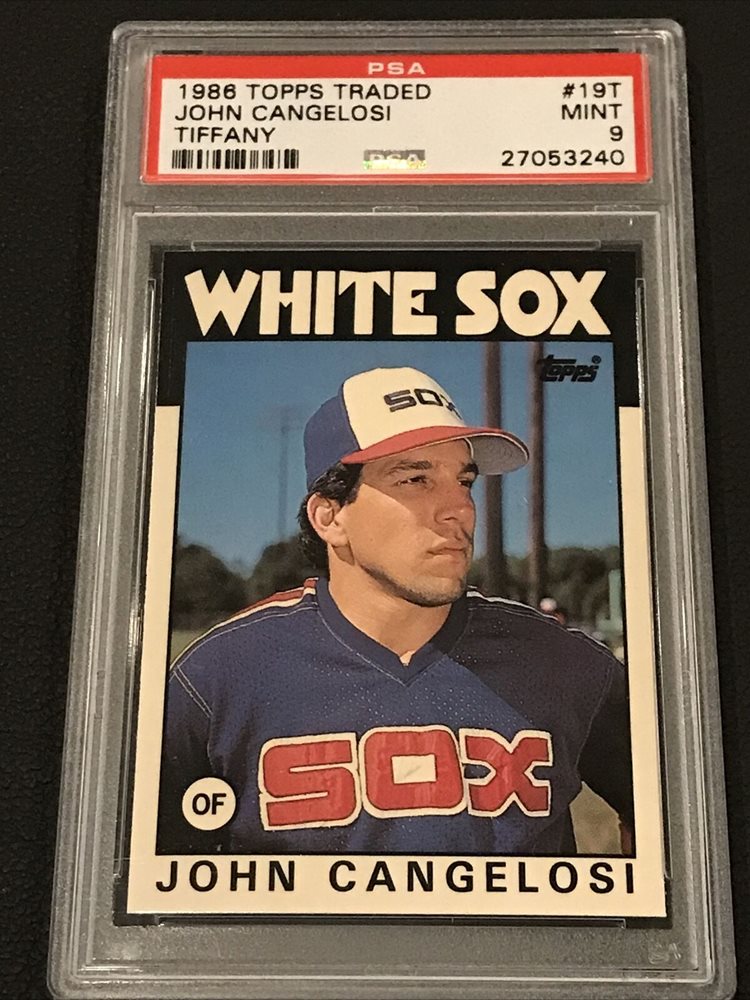 PSA
1986 TOPPS TRADED #19T
JOHN CANGELOSI MINT
TIFFANY 9
PSA 27053240
WHITE SOX
topps®
SOX
SOX
OF
JOHN CANGELOSI